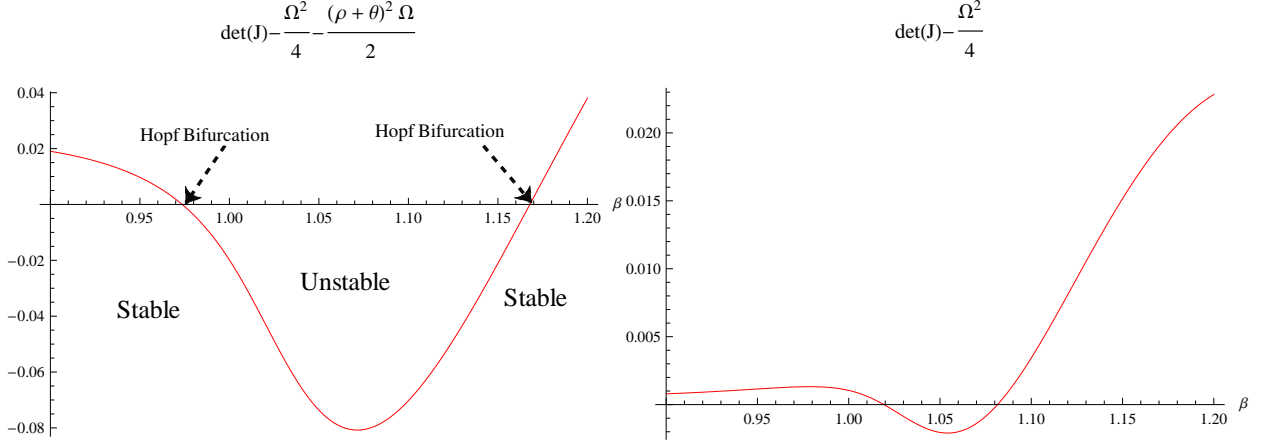 det(J)−Ω²/4−(ρ + θ)² Ω/2
0.04
Hopf Bifurcation
Hopf Bifurcation
0.02
0.95
1.00
1.05
1.10
1.15
1.20
β
−0.02
Unstable
Stable
Stable
−0.04
−0.06
−0.08
det(J)−Ω²/4
0.020
0.015
0.010
0.005
0.95
1.00
1.05
1.10
1.15
1.20
β